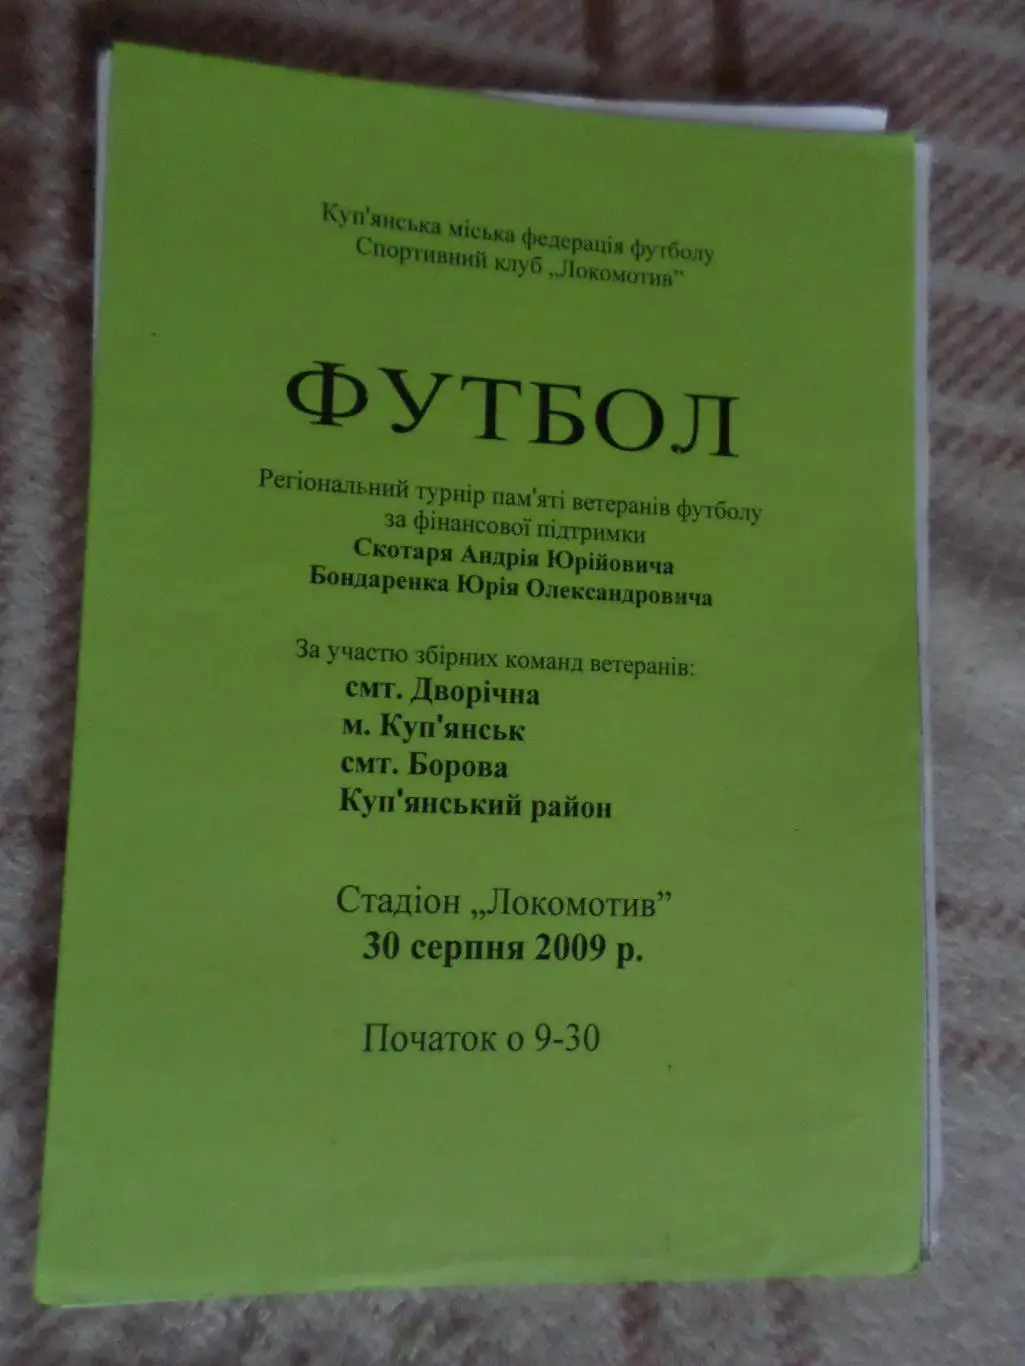 Куп'янська міська федерація футболу
Спортивний клуб „Локомотив”
ФУТБОЛ
Регіональний турнір пам'яті ветеранів футболу
за фінансової підтримки
Скотаря Андрія Юрійовича
Бондаренка Юрія Олександровича
За участю збірних команд ветеранів:
смт. Дворічна
м. Куп'янськ
смт. Борова
Куп'янський район
Стадіон „Локомотив”
30 серпня 2009 р.
Початок о 9-30